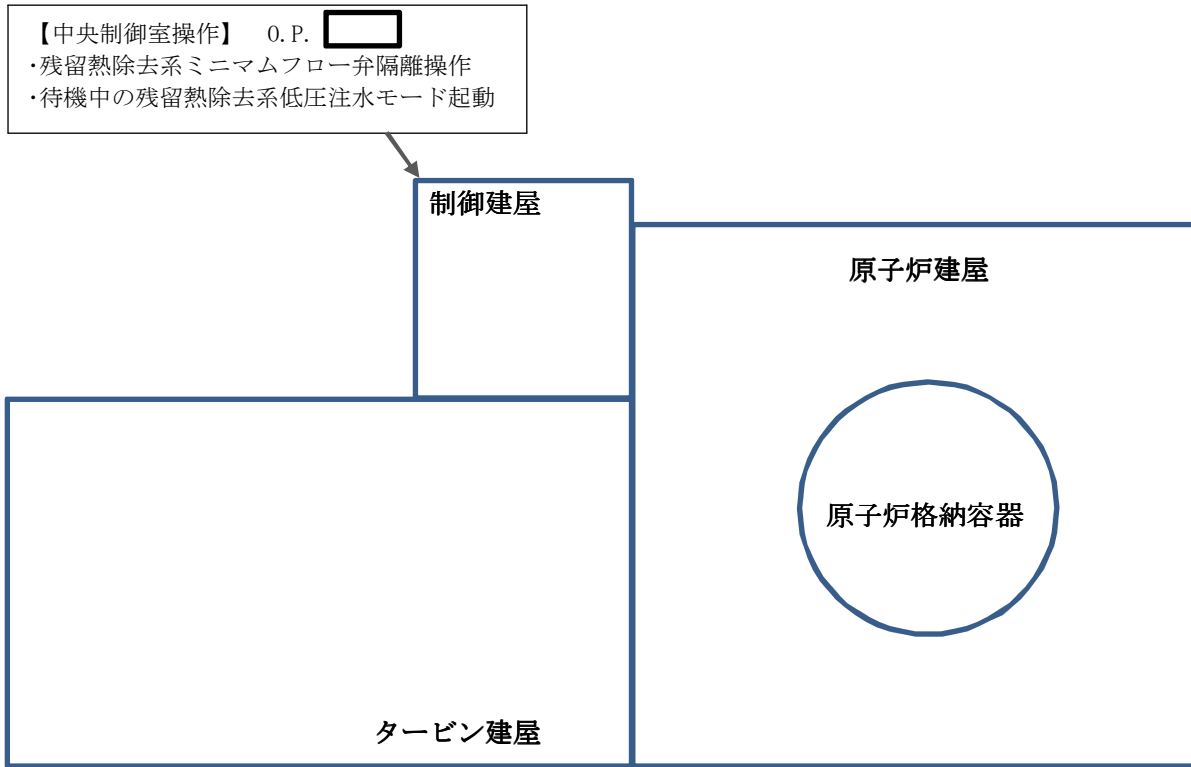 【中央制御室操作】 O.P.
・残留熱除去系ミニマムフロー弁隔離操作
・待機中の残留熱除去系低圧注水モード起動
制御建屋
原子炉建屋
原子炉格納容器
タービン建屋